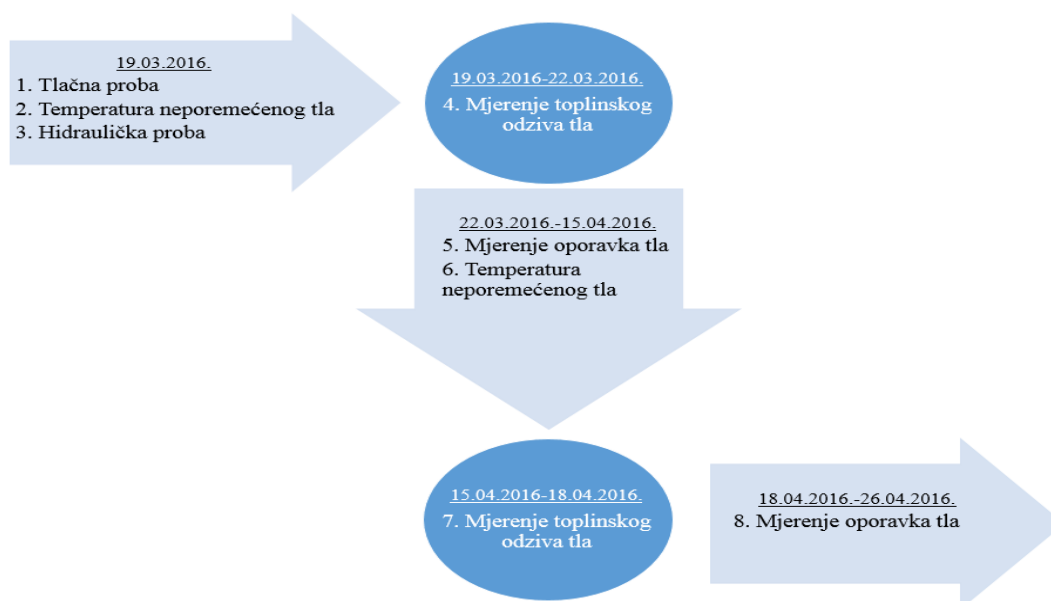 19.03.2016.
1. Tlačna proba
2. Temperatura neporemećenog tla
3. Hidraulička proba
19.03.2016-22.03.2016.
4. Mjerenje toplinskog
odziva tla
22.03.2016.-15.04.2016.
5. Mjerenje oporavka tla
6. Temperatura
neporemećenog tla
15.04.2016-18.04.2016.
7. Mjerenje toplinskog
odziva tla
18.04.2016.-26.04.2016.
8. Mjerenje oporavka tla